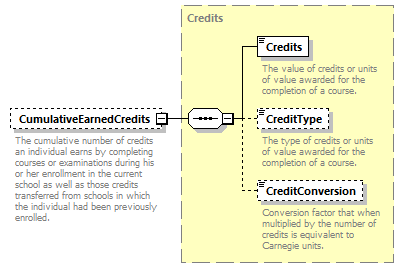 Credits
Credits
The value of credits or units
of value awarded for the
completion of a course.
CumulativeEarnedCredits
The cumulative number of credits
an individual earns by completing
courses or examinations during his
or her enrollment in the current
school as well as those credits
transferred from schools in which
the individual had been previously
enrolled.
CreditType
The type of credits or units
of value awarded for the
completion of a course.
CreditConversion
Conversion factor that when
multiplied by the number of
credits is equivalent to
Carnegie units.